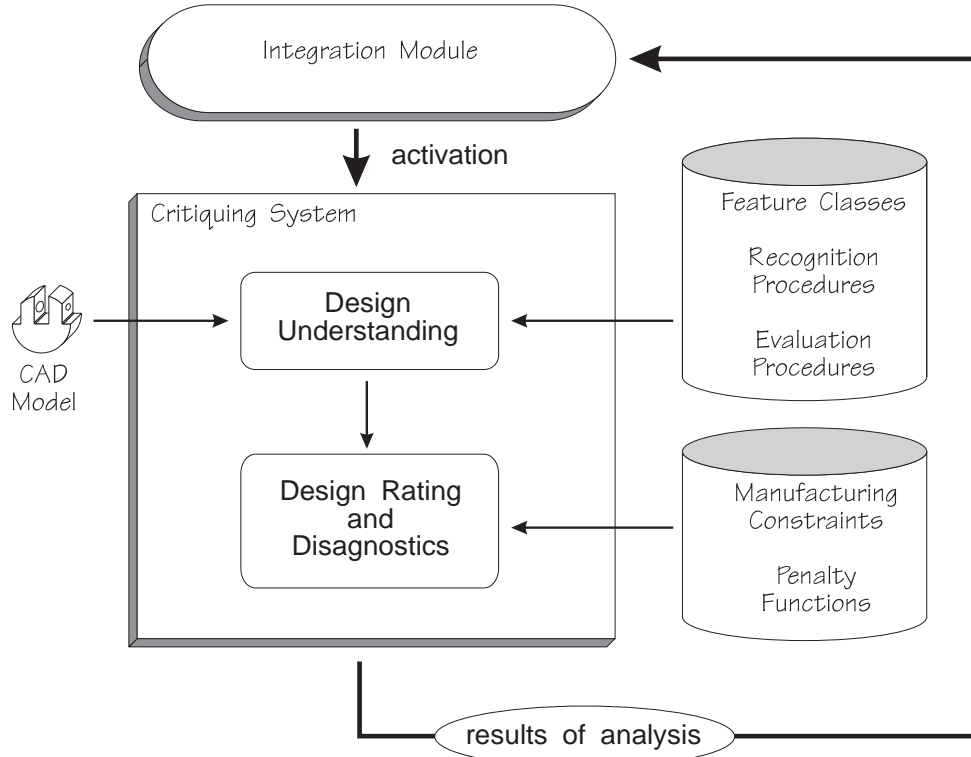 Integration Module
activation
Critiquing System
Design
Understanding
CAD
Model
Feature Classes
Recognition
Procedures
Evaluation
Procedures
Design Rating
and
Disagnostics
Manufacturing
Constraints
Penalty
Functions
results of analysis